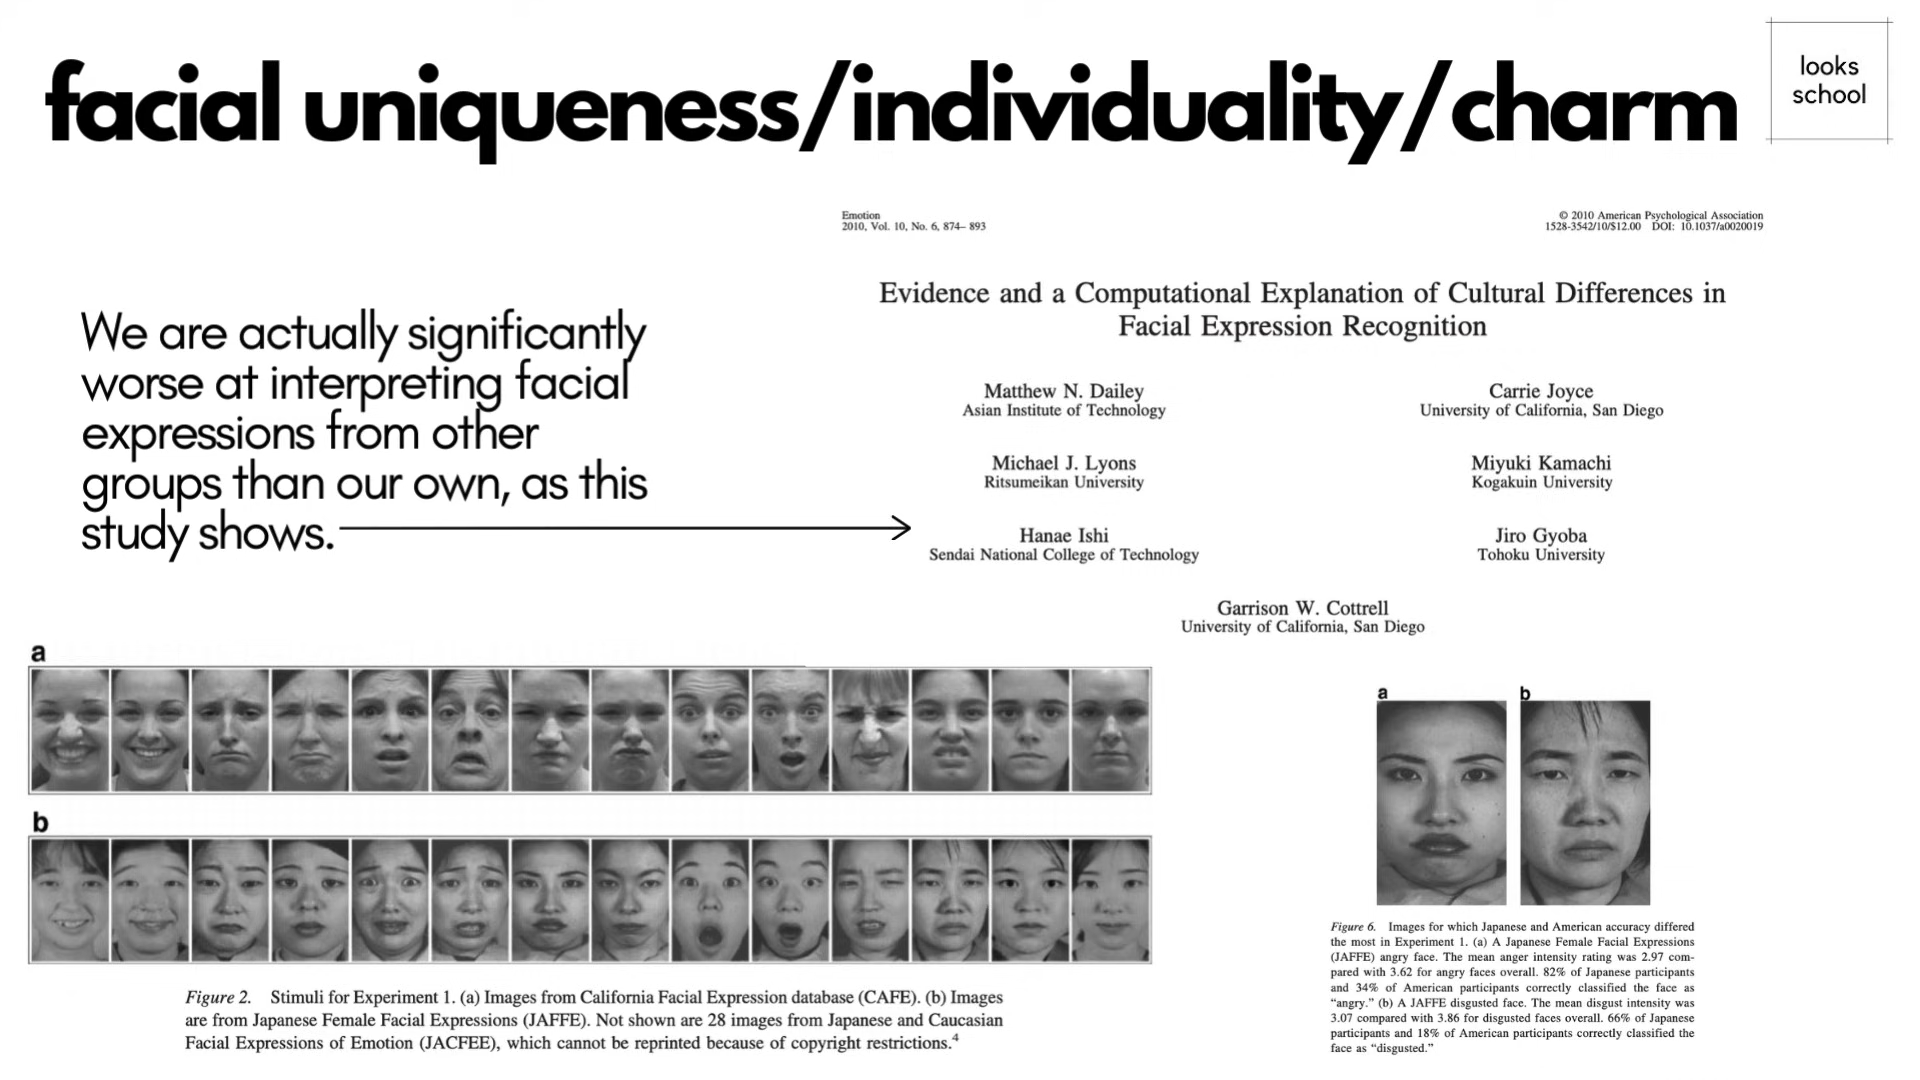 facial uniqueness/individuality/charm
looks
school
Emotion
2010, Vol. 10, No. 6, 874– 893
© 2010 American Psychological Association
1528-3542/10/$12.00 DOI: 10.1037/a0020019
Evidence and a Computational Explanation of Cultural Differences in
Facial Expression Recognition
We are actually significantly
worse at interpreting facial
expressions from other
groups than our own, as this
study shows.
Matthew N. Dailey
Asian Institute of Technology
Carrie Joyce
University of California, San Diego
Michael J. Lyons
Ritsumeikan University
Miyuki Kamachi
Kogakuin University
Hanae Ishi
Sendai National College of Technology
Jiro Gyoba
Tohoku University
Garrison W. Cottrell
University of California, San Diego
a
b
Figure 2. Stimuli for Experiment 1. (a) Images from California Facial Expression database (CAFE). (b) Images
are from Japanese Female Facial Expressions (JAFFE). Not shown are 28 images from Japanese and Caucasian
Facial Expressions of Emotion (JACFEE), which cannot be reprinted because of copyright restrictions.4
a
b
Figure 6. Images for which Japanese and American accuracy differed
the most in Experiment 1. (a) A Japanese Female Facial Expressions
(JAFFE) angry face. The mean anger intensity rating was 2.97 com-
pared with 3.62 for angry faces overall. 82% of Japanese participants
and 34% of American participants correctly classified the face as
“angry.” (b) A JAFFE disgusted face. The mean disgust intensity was
3.07 compared with 3.86 for disgusted faces overall. 66% of Japanese
participants and 18% of American participants correctly classified the
face as “disgusted.”